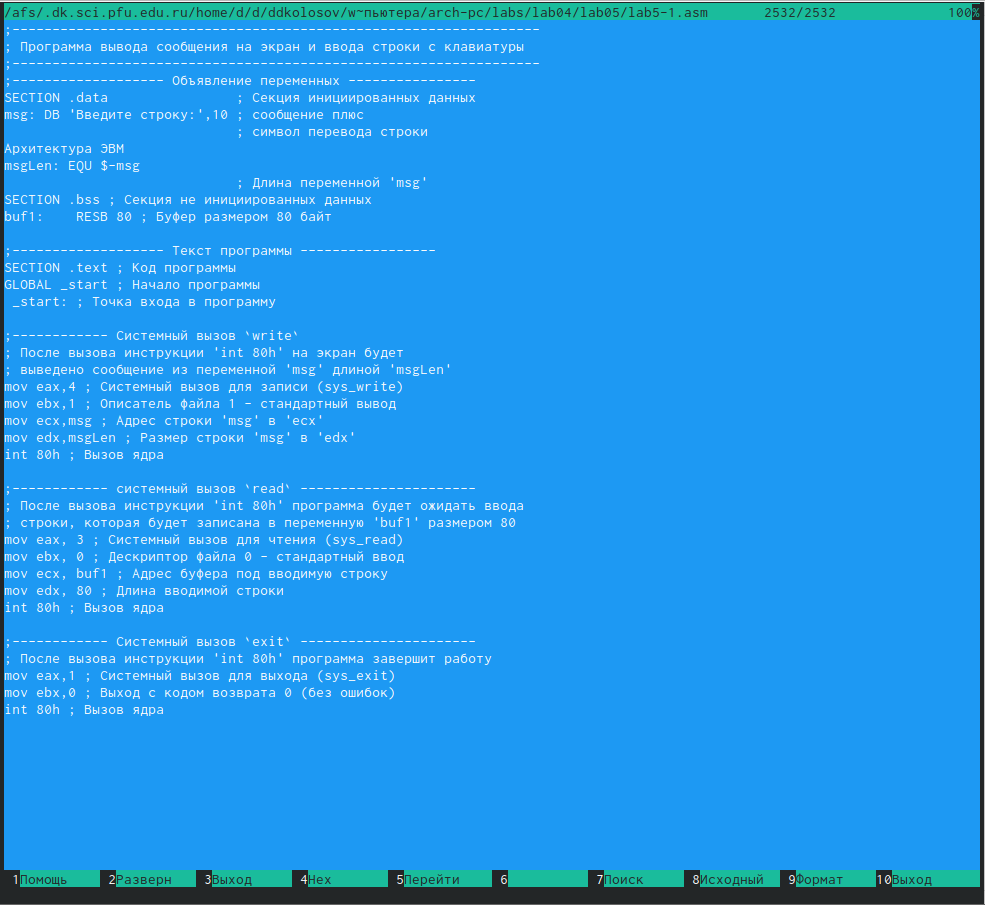 /afs/.dk.sci.pfu.edu.ru/home/d/d/ddkolosov/w~пьютера/arch-pc/labs/lab04/lab05/lab5-1.asm 2532/2532 100%
;------------------------------------------------------------------
; Программа вывода сообщения на экран и ввода строки с клавиатуры
;------------------------------------------------------------------
;------------------- Объявление переменных ----------------
SECTION .data ; Секция инициированных данных
msg: DB 'Введите строку:',10 ; сообщение плюс
; символ перевода строки
Архитектура ЭВМ
msgLen: EQU $-msg
; Длина переменной 'msg'
SECTION .bss ; Секция не инициированных данных
buf1: RESB 80 ; Буфер размером 80 байт
;------------------- Текст программы -----------------
SECTION .text ; Код программы
GLOBAL _start ; Начало программы
_start: ; Точка входа в программу
;------------ Системный вызов `write`
; После вызова инструкции 'int 80h' на экран будет
; выведено сообщение из переменной 'msg' длиной 'msgLen'
mov eax,4 ; Системный вызов для записи (sys_write)
mov ebx,1 ; Описатель файла 1 - стандартный вывод
mov ecx,msg ; Адрес строки 'msg' в 'ecx'
mov edx,msgLen ; Размер строки 'msg' в 'edx'
int 80h ; Вызов ядра
;------------ системный вызов `read` ----------------------
; После вызова инструкции 'int 80h' программа будет ожидать ввода
; строки, которая будет записана в переменную 'buf1' размером 80
mov eax, 3 ; Системный вызов для чтения (sys_read)
mov ebx, 0 ; Дескриптор файла 0 - стандартный ввод
mov ecx, buf1 ; Адрес буфера под вводимую строку
mov edx, 80 ; Длина вводимой строки
int 80h ; Вызов ядра
;------------ Системный вызов `exit` ----------------------
; После вызова инструкции 'int 80h' программа завершит работу
mov eax,1 ; Системный вызов для выхода (sys_exit)
mov ebx,0 ; Выход с кодом возврата 0 (без ошибок)
int 80h ; Вызов ядра
1Помощь 2Разверн 3Выход 4Hex 5Перейти 6 7Поиск 8Исходный 9Формат 10Выход